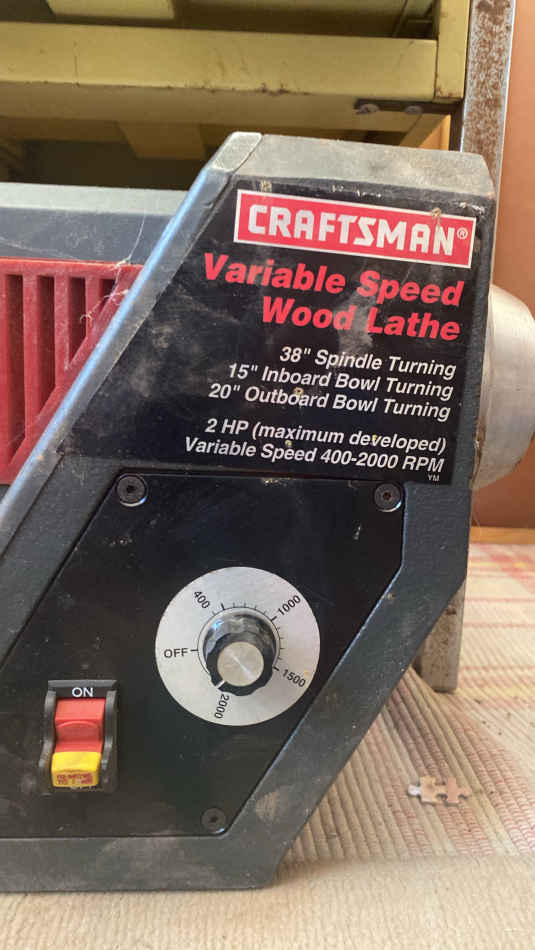 CRAFTSMAN®
Variable Speed
Wood Lathe
38" Spindle Turning
15" Inboard Bowl Turning
20" Outboard Bowl Turning
2 HP (maximum developed)
Variable Speed 400-2000 RPM
YM
400
1000
OFF
1500
2000
ON